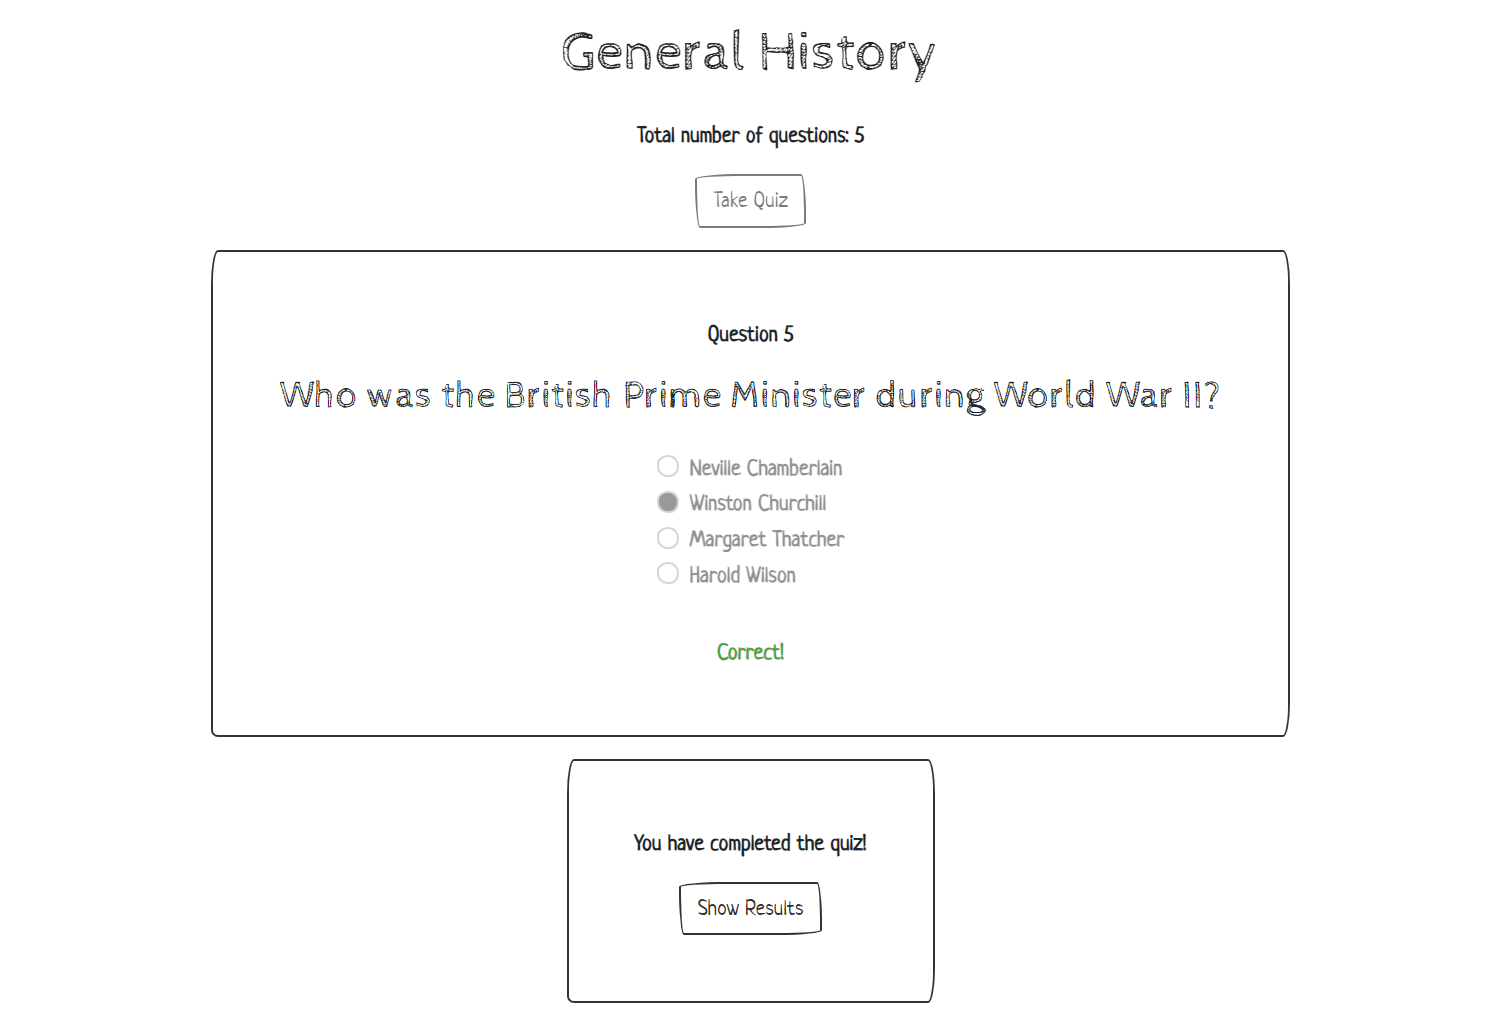 General History
Total number of questions: 5
Take Quiz
Question 5
Who was the British Prime Minister during World War II?
Neville Chamberlain
Winston Churchill
Margaret Thatcher
Harold Wilson
Correct!
You have completed the quiz!
Show Results